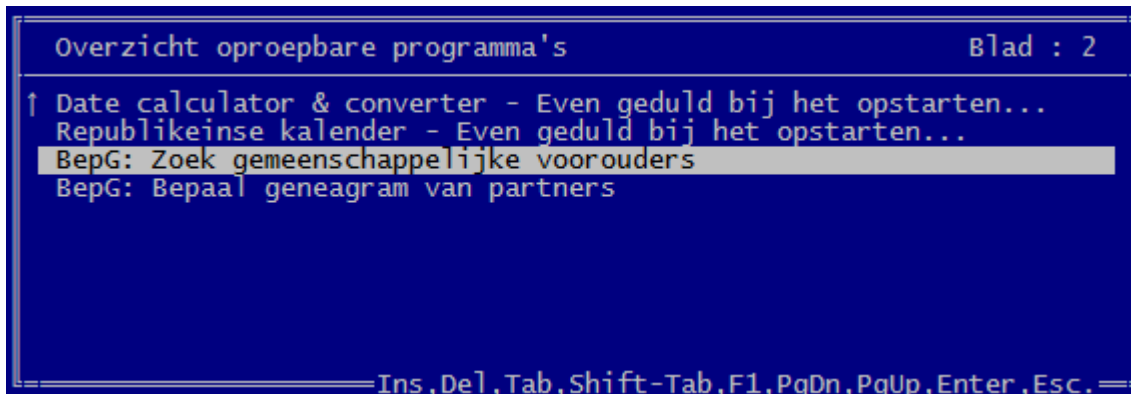 Overzicht oproepbare programma's Blad : 2
↑ Date calculator & converter - Even geduld bij het opstarten...
Republikeinse kalender - Even geduld bij het opstarten...
BepG: Zoek gemeenschappelijke voorouders
BepG: Bepaal geneagram van partners
Ins,Del,Tab,Shift-Tab,F1,PgDn,PgUp,Enter,Esc.